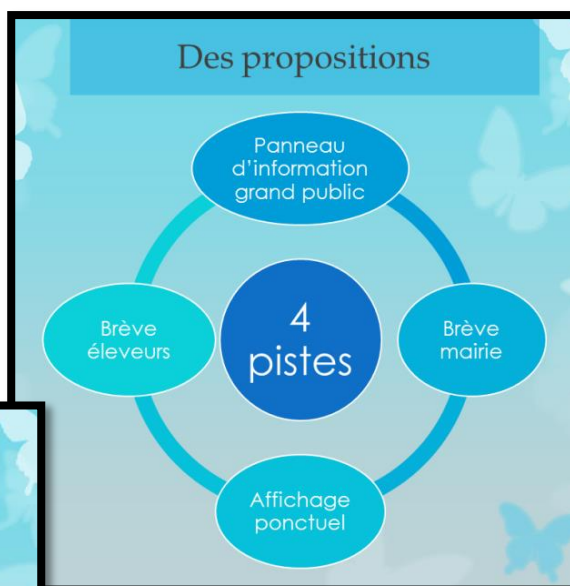 Des propositions
Panneau
d'information
grand public
4
pistes
Brève
éleveurs
Brève
mairie
Affichage
ponctuel